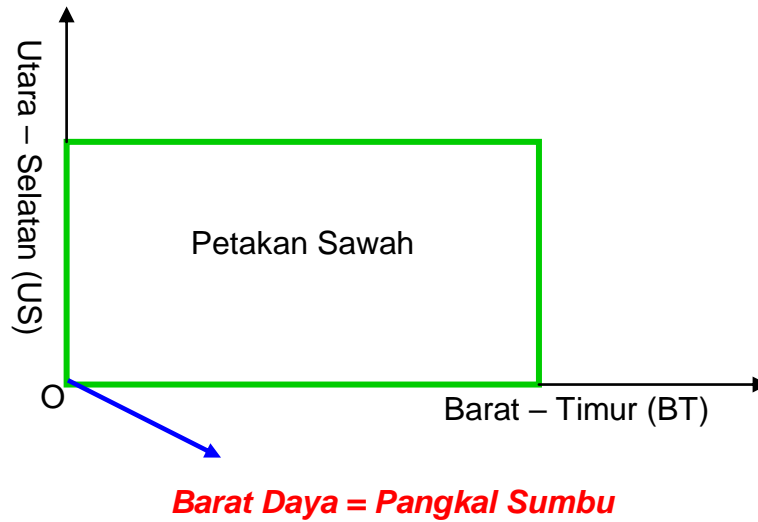 Utara – Selatan (US)
Petakan Sawah
O
Barat – Timur (BT)
Barat Daya = Pangkal Sumbu